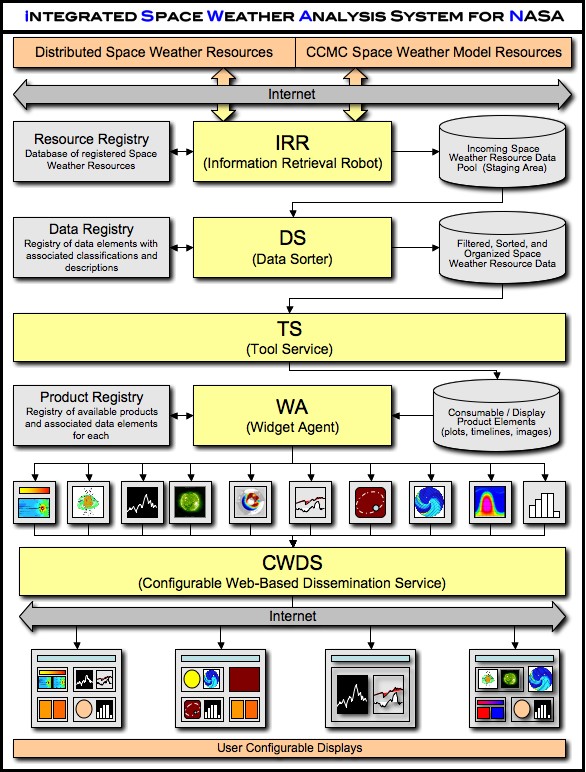 iNTEGRATED SPACE WEATHER ANALYSIS SYSTEM FOR NASA
Distributed Space Weather Resources
CCMC Space Weather Model Resources
Internet
Resource Registry
Database of registered Space
Weather Resources
IRR
(Information Retrieval Robot)
Incoming Space
Weather Resource Data
Pool (Staging Area)
Data Registry
Registry of data elements with
associated classifications and
descriptions
DS
(Data Sorter)
Filtered, Sorted, and
Organized Space
Weather Resource Data
TS
(Tool Service)
Product Registry
Registry of available products
and associated data elements
for each
WA
(Widget Agent)
Consumable / Display
Product Elements
(plots, timelines, images)
CWDS
(Configurable Web-Based Dissemination Service)
Internet
User Configurable Displays